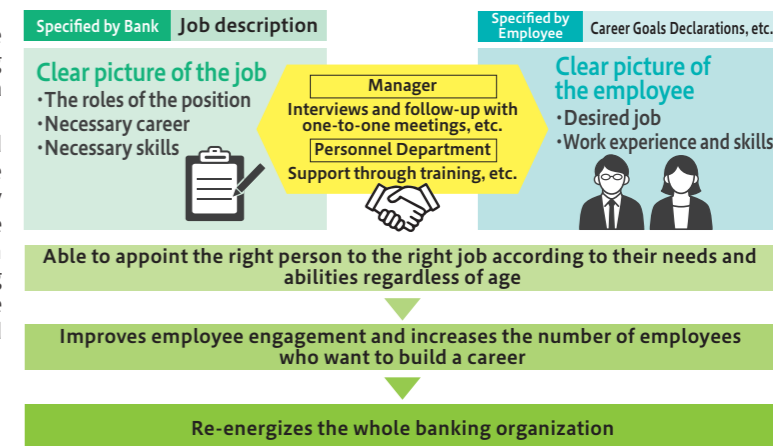 Specified by Bank
Job description
Clear picture of the job
・The roles of the position
・Necessary career
・Necessary skills
Manager
Interviews and follow-up with
one-to-one meetings, etc.
Personnel Department
Support through training, etc.
Specified by
Employee
Career Goals Declarations, etc.
Clear picture of
the employee
・Desired job
・Work experience and skills
Able to appoint the right person to the right job according to their needs and
abilities regardless of age
Improves employee engagement and increases the number of employees
who want to build a career
Re-energizes the whole banking organization